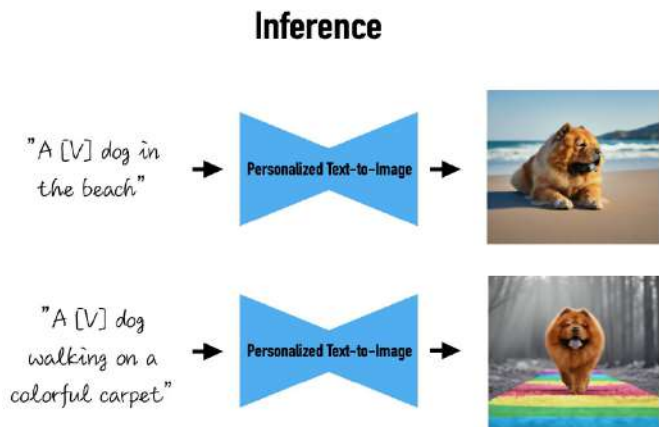 Inference
"A [V] dog in
the beach"
Personalized Text-to-Image
"A [V] dog
walking on a
colorful carpet"
Personalized Text-to-Image